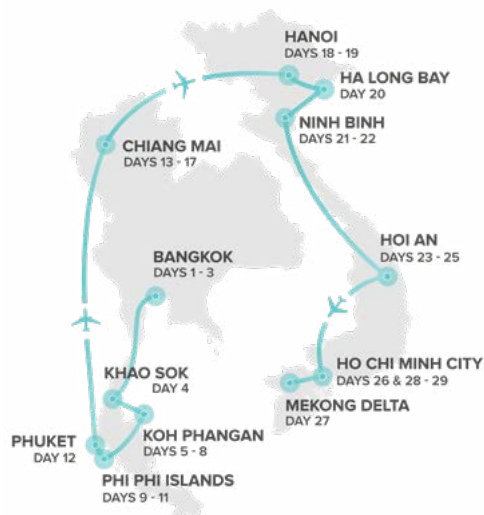 HANOI
DAYS 18 - 19
HA LONG BAY
DAY 20
NINH BINH
DAYS 21 - 22
CHIANG MAI
DAYS 13 - 17
HOI AN
DAYS 23 - 25
BANGKOK
DAYS 1 - 3
HO CHI MINH CITY
DAYS 26 & 28 - 29
KHAO SOK
DAY 4
MEKONG DELTA
DAY 27
KOH PHANGAN
DAYS 5 - 8
PHUKET
DAY 12
PHI PHI ISLANDS
DAYS 9 - 11